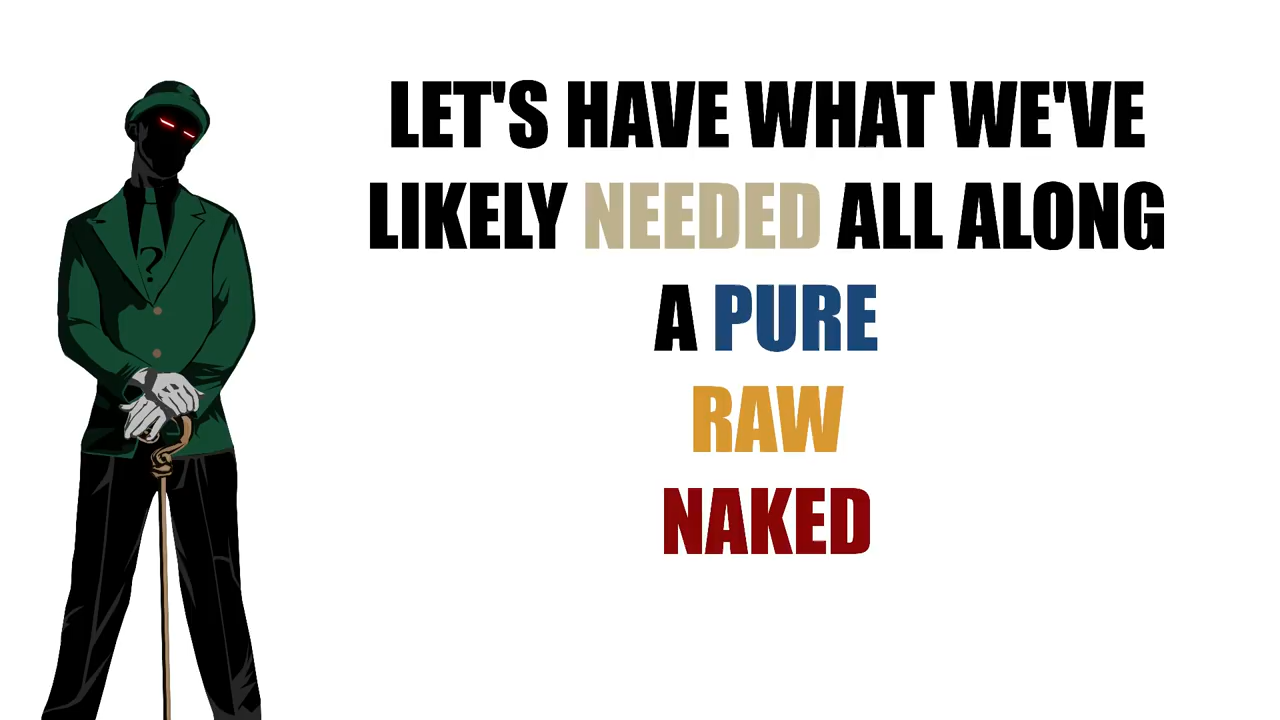 LET'S HAVE WHAT WE'VE
LIKELY NEEDED ALL ALONG
A PURE
RAW
NAKED
?